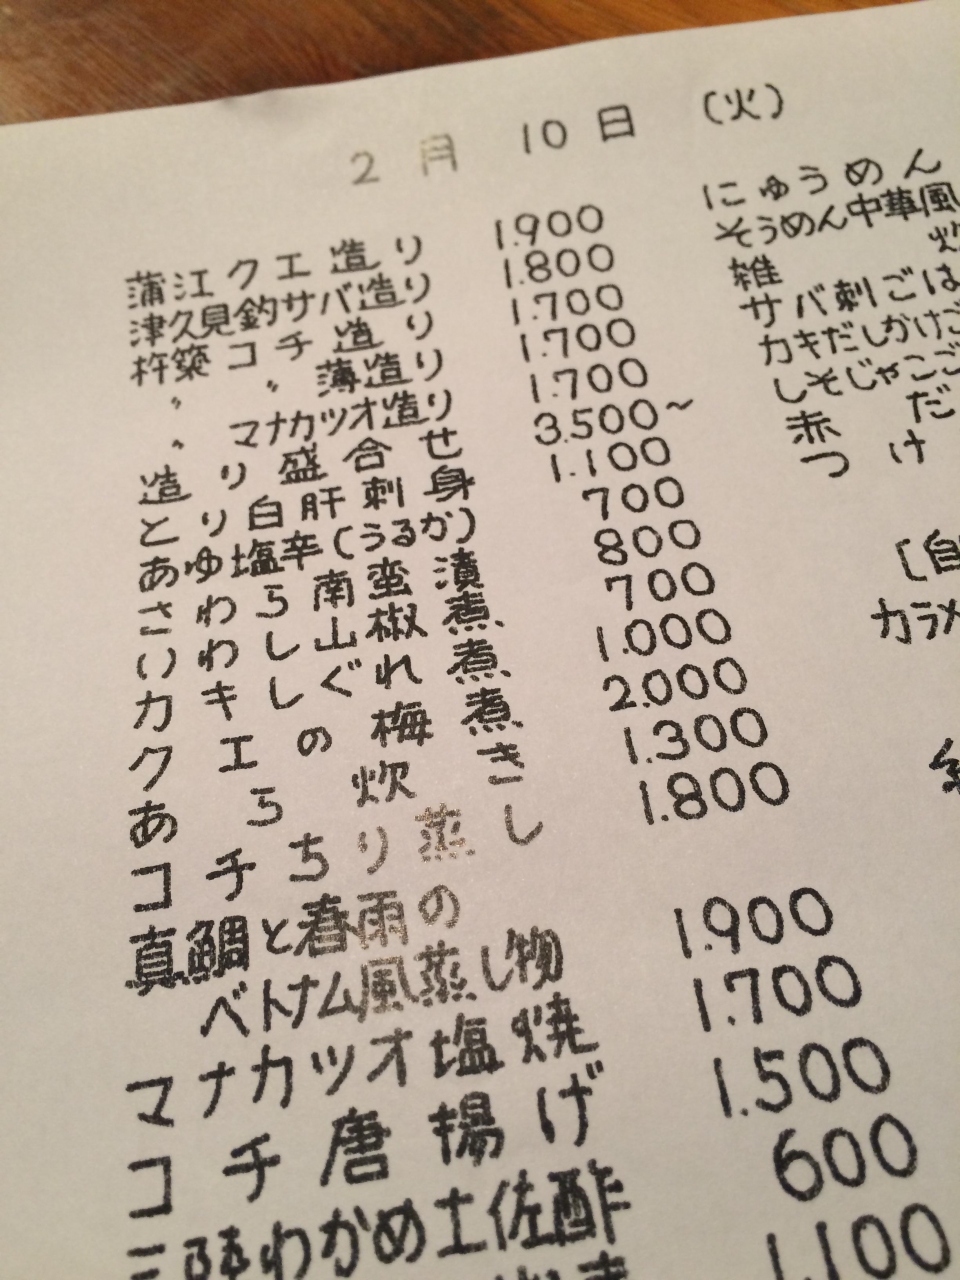 2月10日 (火)
蒲江クエ造り 1.900
津久見釣サバ造り 1.800
杵築コチ造り 1.700
〃 〃 薄造り 1.700
〃 マナカツオ造り 1.700
造り盛合せ 3.500~
とり白肝刺身 1.100
あゆ塩辛(うるか) 700
さわら南蛮漬 800
いわし山椒煮 700
カキしぐれ煮 1.000
クエの梅煮 2.000
あら炊き 1.300
コチちり蒸し 1.800
真鯛と春雨の
ベトナム風蒸し物 1.900
マナカツオ塩焼 1.700
コチ唐揚げ 1.500
三陸わかめ土佐酢 600
1.100
にゅうめん
そうめん中華風
雑炊
サバ刺ごは
カキだしかけご
しそじゃこご
赤だ
つけ
[自
カラメ